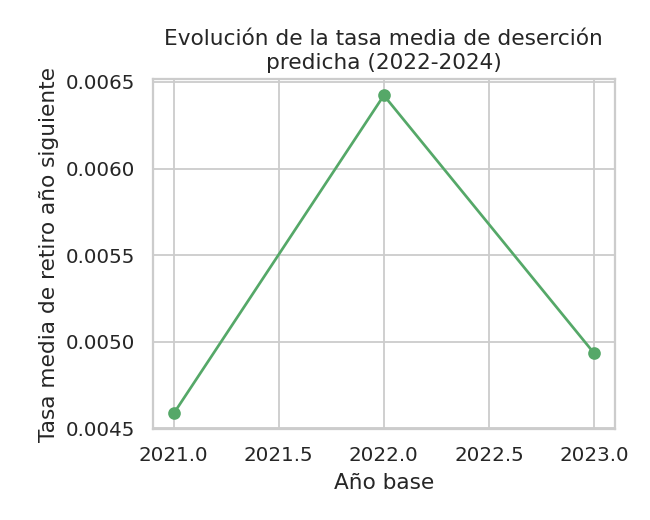 Evolución de la tasa media de deserción
predicha (2022-2024)
Tasa media de retiro año siguiente
0.0065
0.0060
0.0055
0.0050
0.0045
2021.0 2021.5 2022.0 2022.5 2023.0
Año base